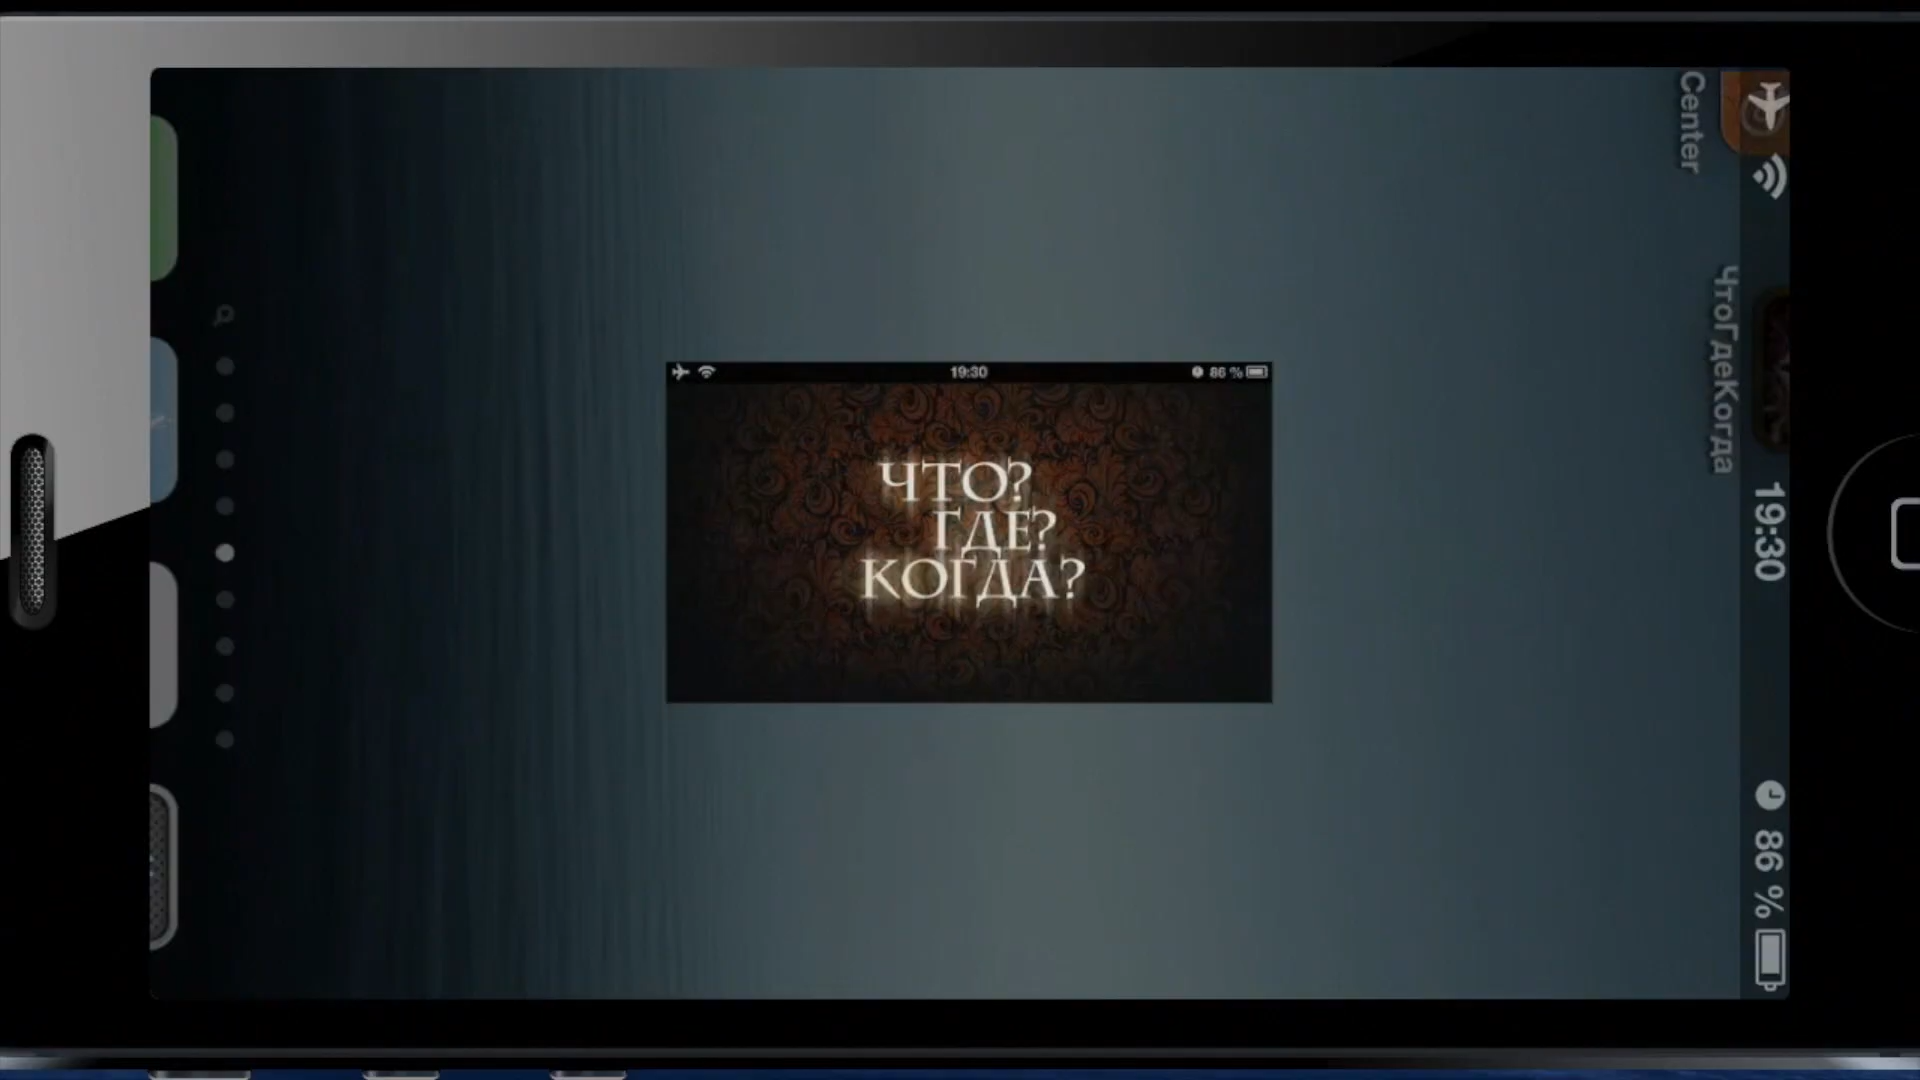 19:30
86 %
ЧТО?
ГДЕ?
КОГДА?
Center
ЧтоГдеКогда
19:30
86 %